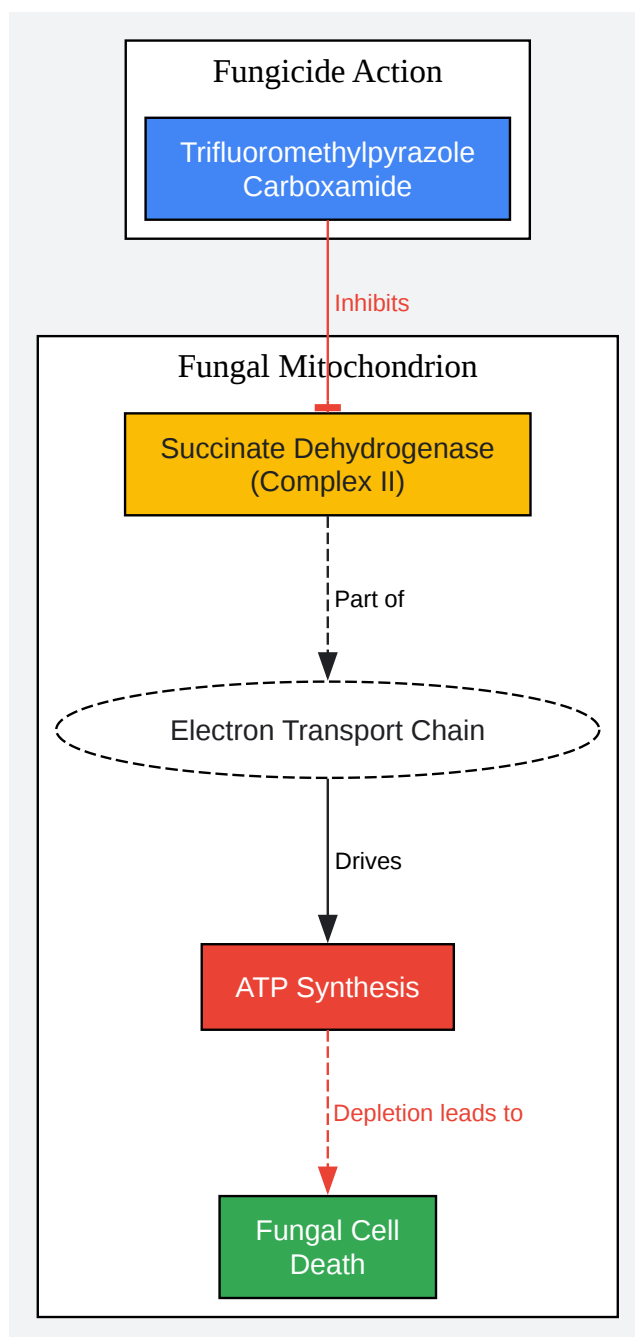 Fungicide Action
Trifluoromethylpyrazole
Carboxamide
Inhibits
Fungal Mitochondrion
Succinate Dehydrogenase
(Complex II)
Part of
Electron Transport Chain
Drives
ATP Synthesis
Depletion leads to
Fungal Cell
Death